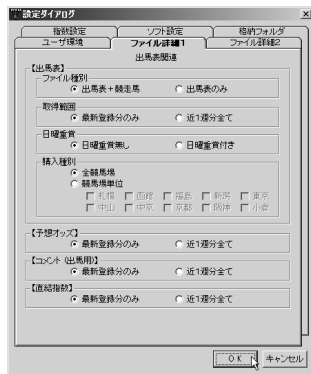 設定ダイアログ
指数設定 ソフト設定 格納フォルダ
ユーザ環境 ファイル詳細1 ファイル詳細2
出馬表関連
【出馬表】
ファイル種別
出馬表＋競走馬 出馬表のみ
取得範囲
最新登録分のみ 近1週分全て
日曜重賞
日曜重賞無し 日曜重賞付き
購入種別
全競馬場
競馬場単位
札幌 函館 福島 新潟 東京
中山 中京 京都 阪神 小倉
【予想オッズ】
最新登録分のみ 近1週分全て
【コメント（出馬用）】
最新登録分のみ 近1週分全て
【直結指数】
最新登録分のみ 近1週分全て
ＯＫ キャンセル